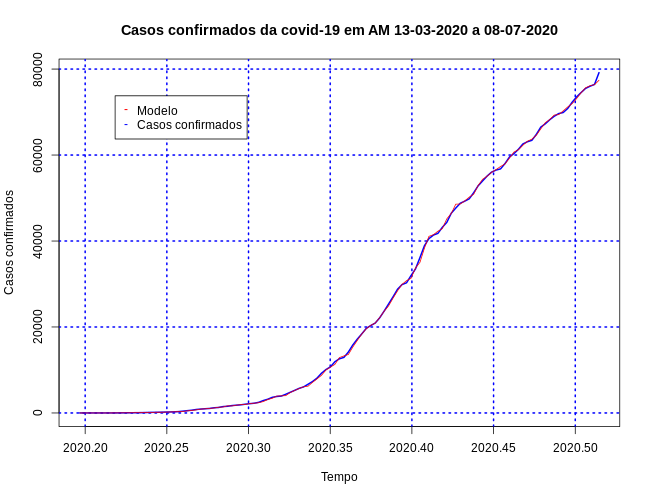 Casos confirmados da covid-19 em AM 13-03-2020 a 08-07-2020
80000
60000
40000
20000
0
Casos confirmados
- Modelo
- Casos confirmados
2020.20 2020.25 2020.30 2020.35 2020.40 2020.45 2020.50
Tempo